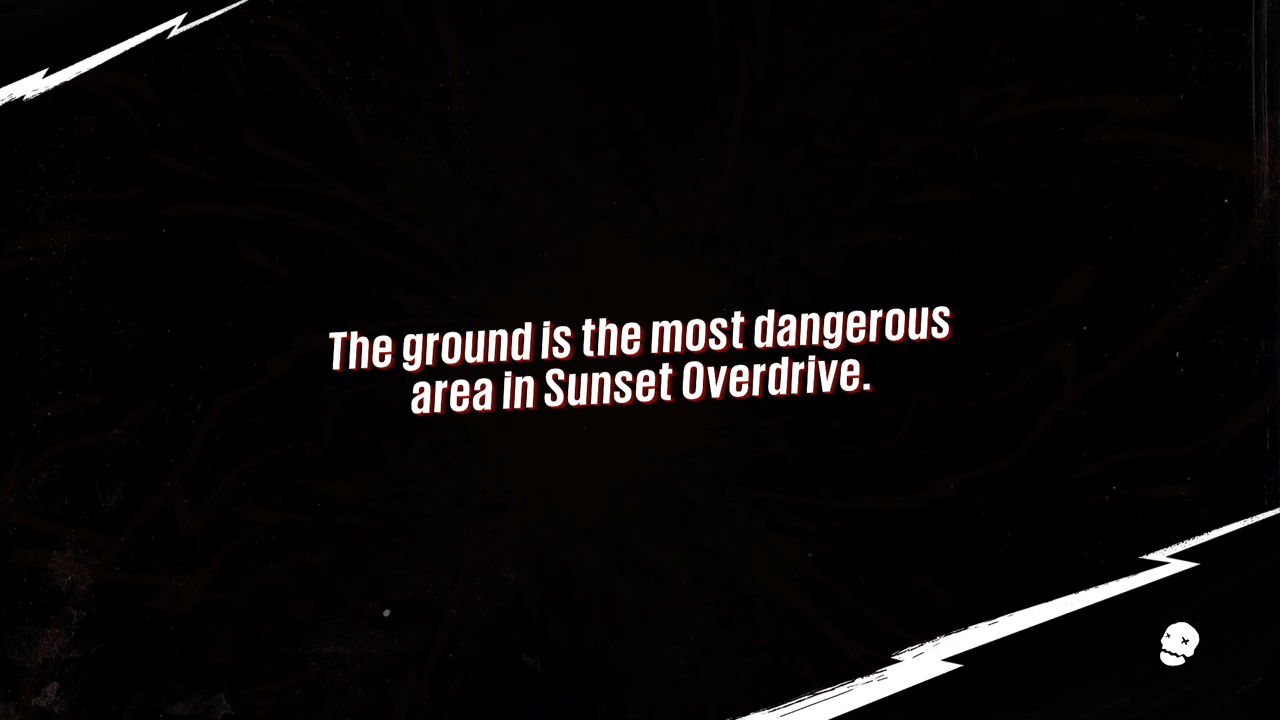 The ground is the most dangerous
area in Sunset Overdrive.